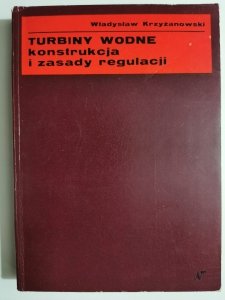 Władysław Krzyżanowski
TURBINY WODNE
konstrukcja
i zasady regulacji